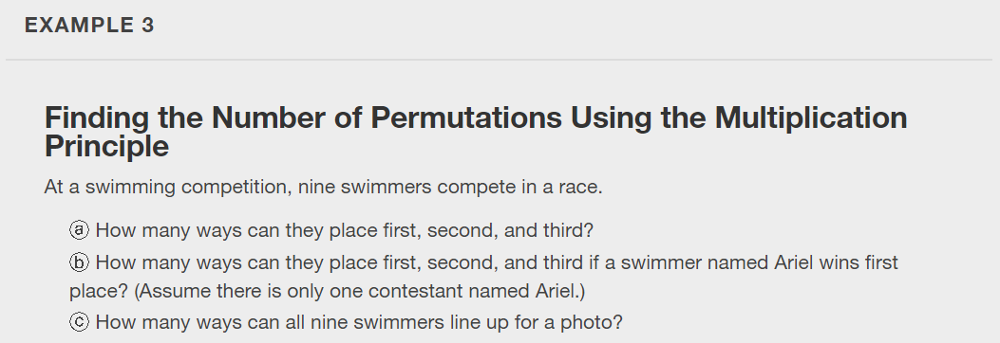 EXAMPLE 3
Finding the Number of Permutations Using the Multiplication
Principle
At a swimming competition, nine swimmers compete in a race.
ⓐ How many ways can they place first, second, and third?
ⓑ How many ways can they place first, second, and third if a swimmer named Ariel wins first
place? (Assume there is only one contestant named Ariel.)
ⓒ How many ways can all nine swimmers line up for a photo?